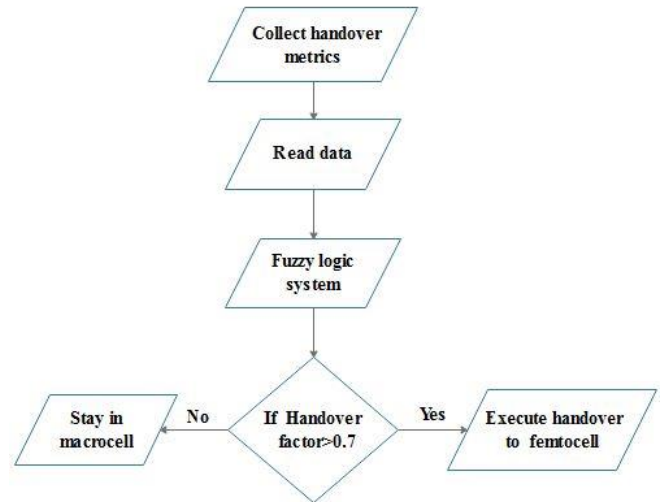 Collect handover
metrics
Read data
Fuzzy logic
system
If Handover
factor>0.7
No
Yes
Stay in
macrocell
Execute handover
to femtocell